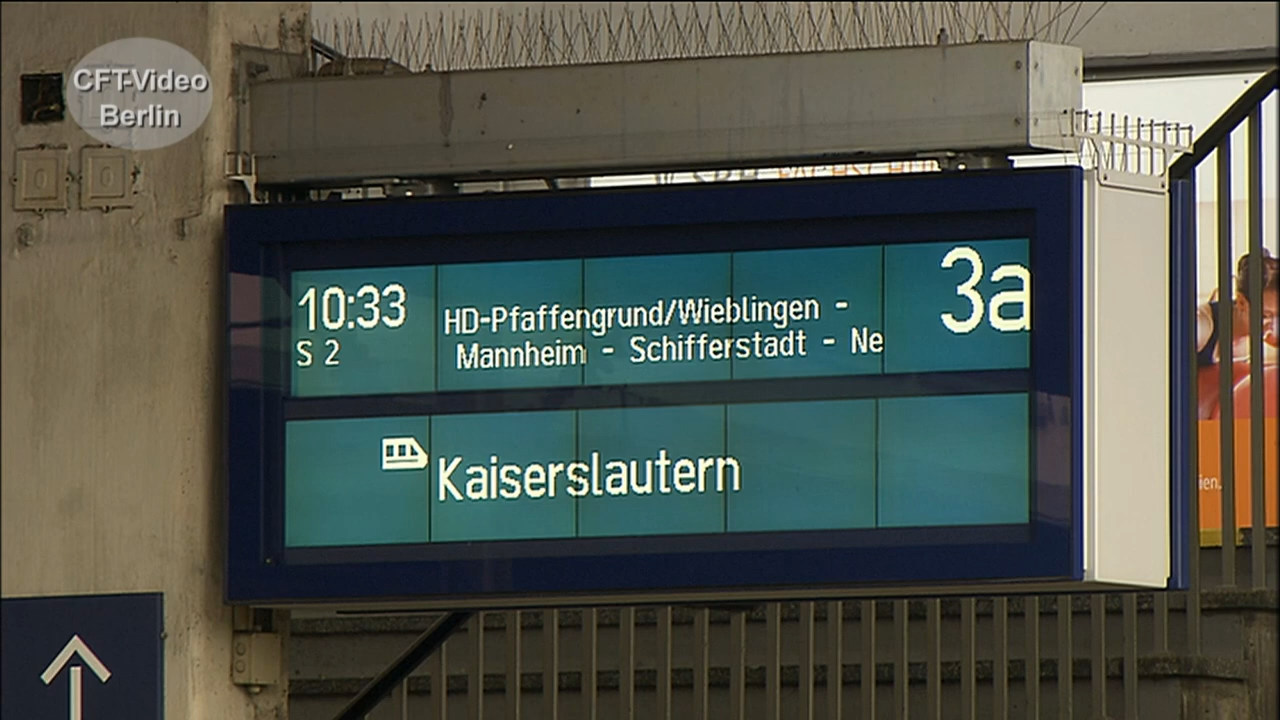 CFT-Video
Berlin
10:33
HD-Pfaffengrund/Wieblingen -
3a
S 2
Mannheim - Schifferstadt - Ne
Kaiserslautern